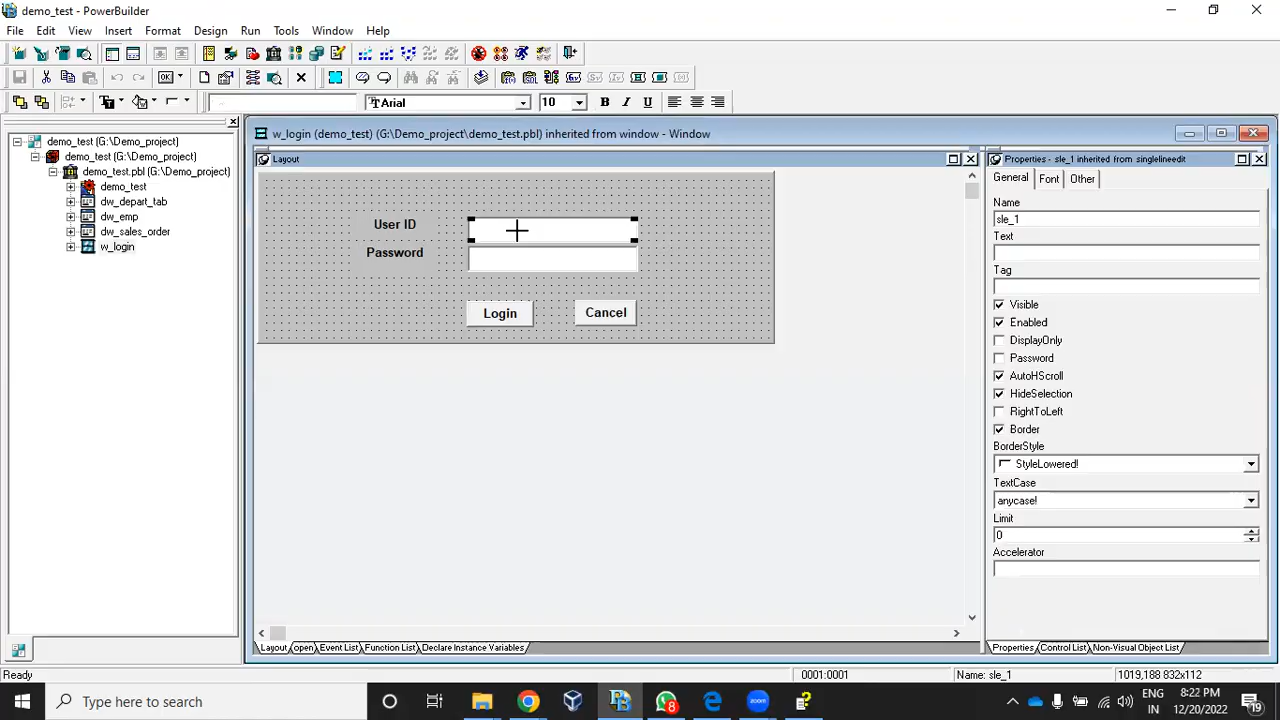 demo_test - PowerBuilder
File Edit View Insert Format Design Run Tools Window Help
OK
Arial 10 B I U
demo_test (G:\Demo_project)
demo_test (G:\Demo_project)
demo_test.pbl (G:\Demo_project)
demo_test
dw_depart_tab
dw_emp
dw_sales_order
w_login
w_login (demo_test) (G:\Demo_project\demo_test.pbl) inherited from window - Window
Layout
User ID
Password
Login Cancel
Layout open Event List Function List Declare Instance Variables
Properties - sle_1 inherited from singlelineedit
General Font Other
Name
sle_1
Text
Tag
Visible
Enabled
DisplayOnly
Password
AutoHScroll
HideSelection
RightToLeft
Border
BorderStyle
StyleLowered!
TextCase
anycase!
Limit
0
Accelerator
Properties Control List Non-Visual Object List
Ready 0001:0001 Name: sle_1 1019,188 832x112
Type here to search
8
ENG
IN
8:22 PM
12/20/2022
19